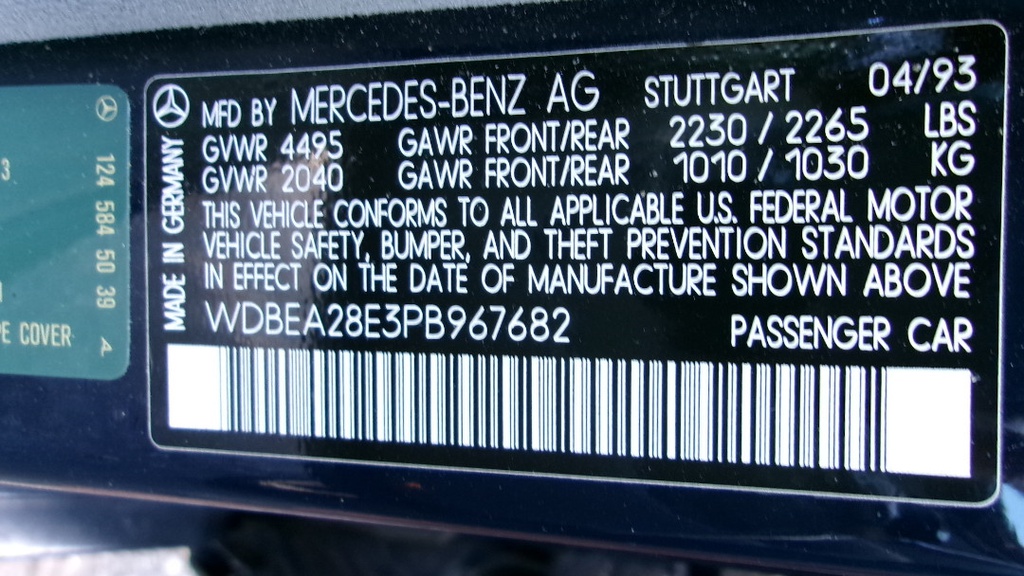 MFD BY MERCEDES-BENZ AG STUTTGART 04/93
GVWR 4495 GAWR FRONT/REAR 2230 / 2265 LBS
GVWR 2040 GAWR FRONT/REAR 1010 / 1030 KG
THIS VEHICLE CONFORMS TO ALL APPLICABLE U.S. FEDERAL MOTOR
VEHICLE SAFETY, BUMPER, AND THEFT PREVENTION STANDARDS
IN EFFECT ON THE DATE OF MANUFACTURE SHOWN ABOVE
WDBEA28E3PB967682 PASSENGER CAR
MADE IN GERMANY
124 584 50 39
3
COVER